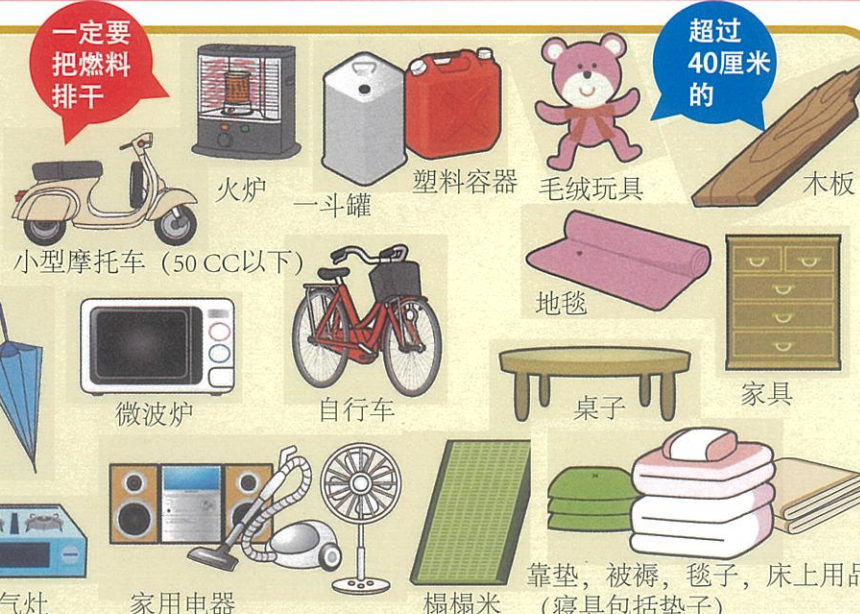 一定要
把燃料
排干
超过
40厘米
的
火炉
一斗罐
塑料容器
毛绒玩具
木板
小型摩托车（50 CC以下）
地毯
微波炉
自行车
桌子
家具
气灶
家用电器
榻榻米
靠垫，被褥，毯子，床上用品
（寝具包括垫子）